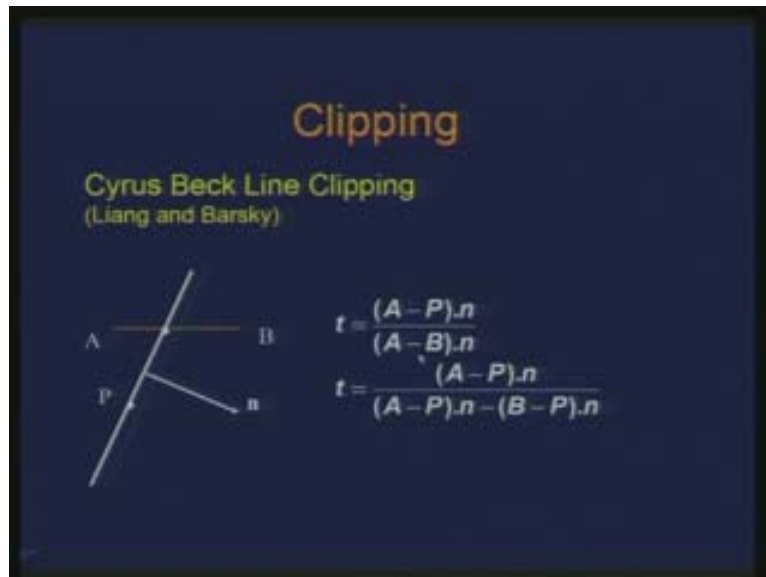 Clipping
Cyrus Beck Line Clipping
(Liang and Barsky)
A
B
P
n
t = (A-P).n / (A-B).n
t = (A-P).n / (A-P).n-(B-P).n